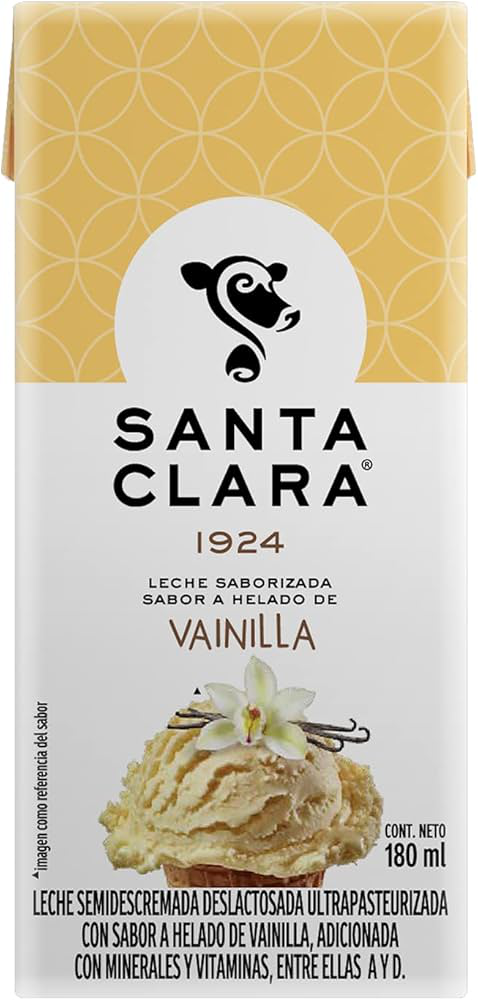 SANTA
CLARA®
1924
LECHE SABORIZADA
SABOR A HELADO DE
VAINILLA
*imagen como referencia del sabor
CONT. NETO
180 ml
LECHE SEMIDESCREMADA DESLACTOSADA ULTRAPASTEURIZADA
CON SABOR A HELADO DE VAINILLA, ADICIONADA
CON MINERALES Y VITAMINAS, ENTRE ELLAS A Y D.